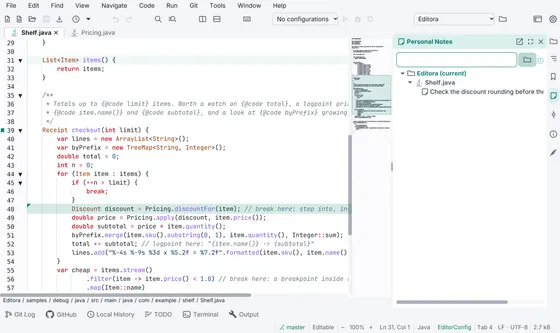 File Edit View Navigate Code Run Git Tools Window Help
No configurations
Editora
Shelf.java
Pricing.java
29 }
30
31 List<Item> items() {
32 return items;
33 }
34
35 /**
36 * Totals up to {@code limit} items. Worth a watch on {@code total}, a logpoint
37 * {@code item.name()} and {@code subtotal}, and a look at {@code byPrefix} growing
38 */
39 Receipt checkout(int limit) {
40 var lines = new ArrayList<String>();
41 var byPrefix = new TreeMap<String, Integer>();
42 double total = 0;
43 int n = 0;
44 for (Item item : items) {
45 if (++n > limit) {
46 break;
47 }
48 Discount discount = Pricing.discountFor(item); // break here: step into,
49 double price = Pricing.apply(discount, item.price());
50 double subtotal = price * item.quantity();
51 byPrefix.merge(item.sku().substring(0, 1), item.quantity(), Integer::sum);
52 total += subtotal; // logpoint here: "{item.name()} -> {subtotal}"
53 lines.add("%-4s %-9s %3d x %5.2f = %7.2f".formatted(item.sku(), item.name()
54 }
55 var cheap = items.stream()
56 .filter(item -> item.price() < 1.0) // break here: a breakpoint inside
57 .map(Item::name)
Personal Notes
Editora (current)
Shelf.java
Check the discount rounding before the
Editora / samples / debug / java / src / main / java / com / example / shelf / Shelf.java
Git Log GitHub Local History TODO Terminal Output
master Editable − 100% + Ln 31, Col 1 Java EditorConfig Tab 4 LF UTF-8 2.7 kB